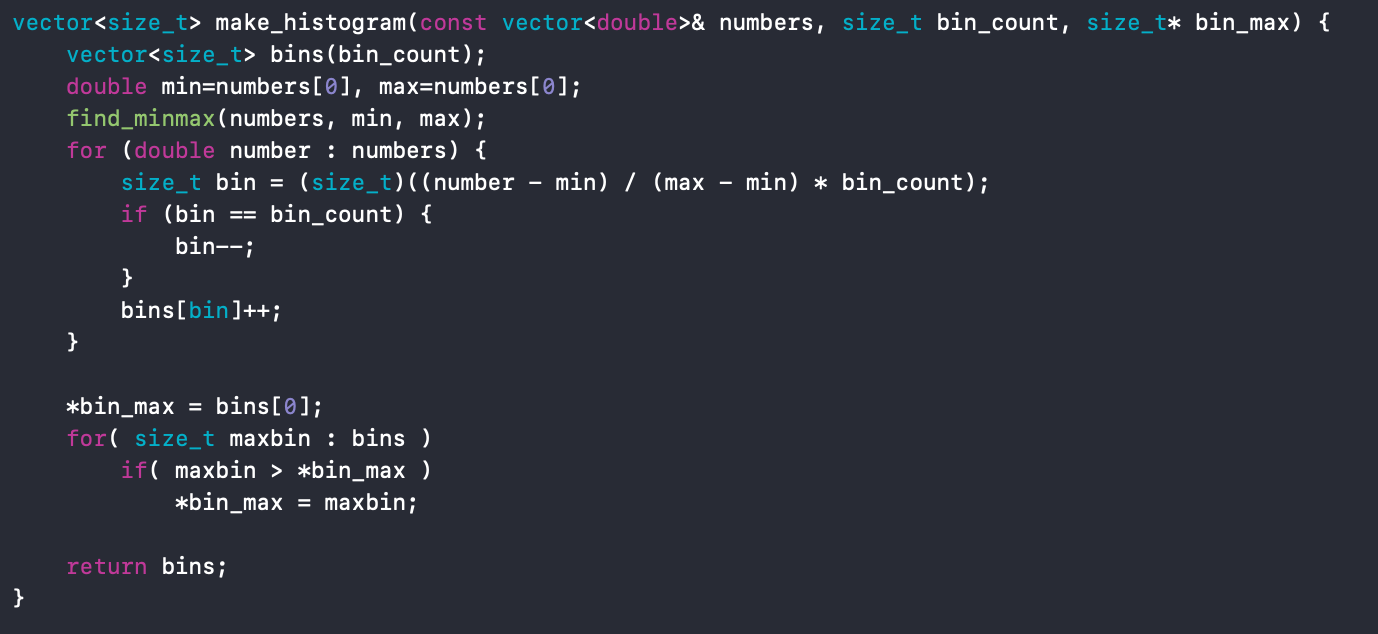 vector<size_t> make_histogram(const vector<double>& numbers, size_t bin_count, size_t* bin_max) {
    vector<size_t> bins(bin_count);
    double min=numbers[0], max=numbers[0];
    find_minmax(numbers, min, max);
    for (double number : numbers) {
        size_t bin = (size_t)((number - min) / (max - min) * bin_count);
        if (bin == bin_count) {
            bin--;
        }
        bins[bin]++;
    }

    *bin_max = bins[0];
    for( size_t maxbin : bins )
        if( maxbin > *bin_max )
            *bin_max = maxbin;

    return bins;
}